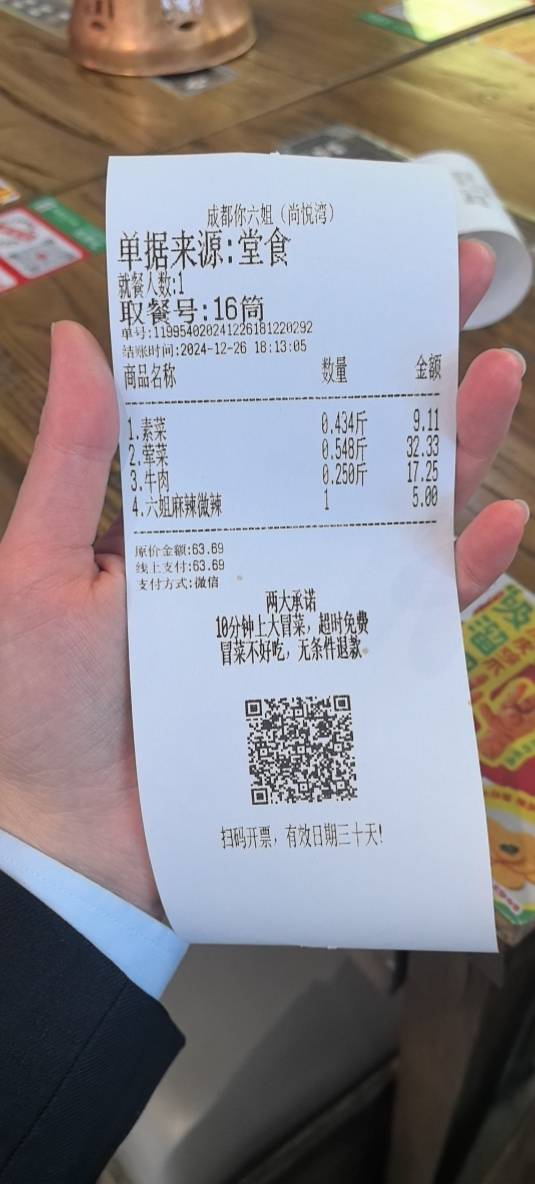 成都你六姐（尚悦湾）
单据来源:堂食
就餐人数:1
取餐号:16筒
单号:119954020241226181220292
结账时间:2024-12-26 18:13:05
商品名称 数量 金额
1.素菜 0.434斤 9.11
2.荤菜 0.548斤 32.33
3.牛肉 0.250斤 17.25
4.六姐麻辣微辣 1 5.00
原价金额:63.69
线上支付:63.69
支付方式:微信
两大承诺
10分钟上大冒菜，超时免费
冒菜不好吃，无条件退款。
扫码开票，有效日期三十天!